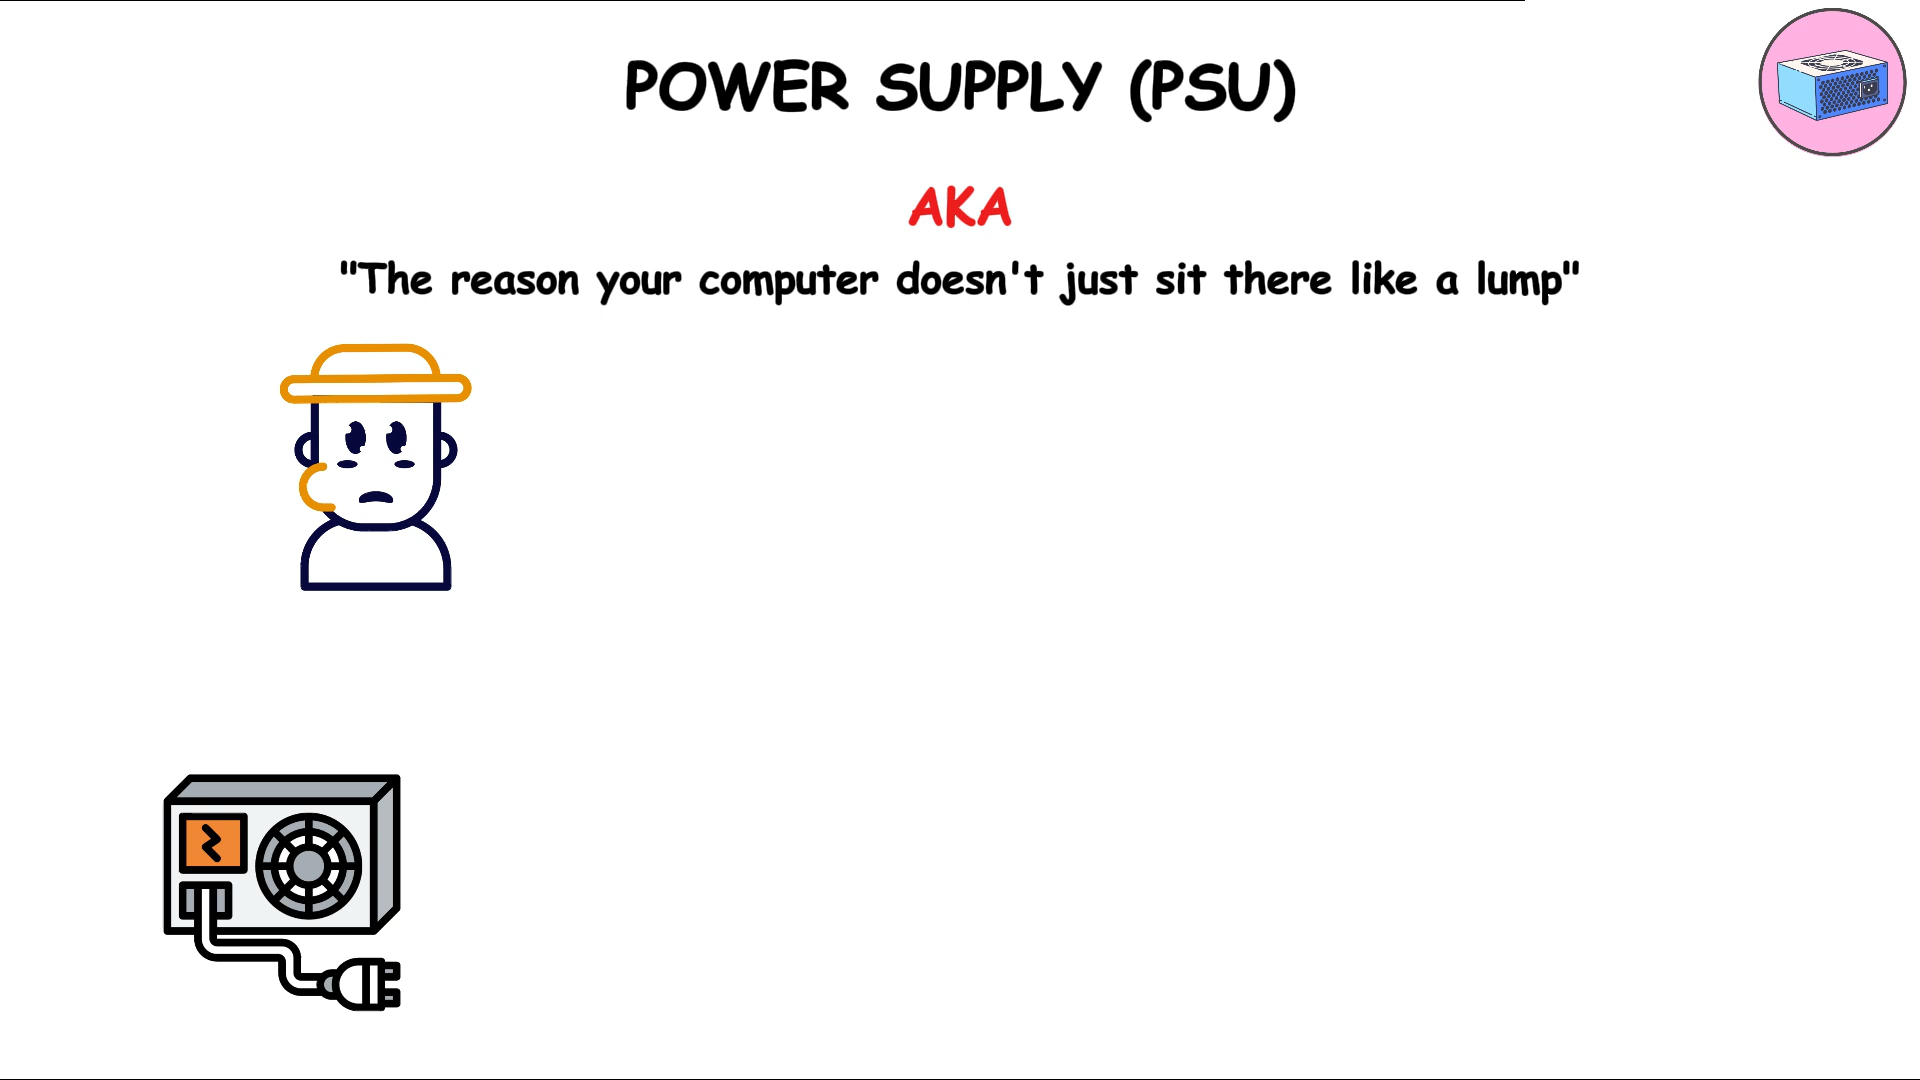 POWER SUPPLY (PSU)
AKA
"The reason your computer doesn't just sit there like a lump"